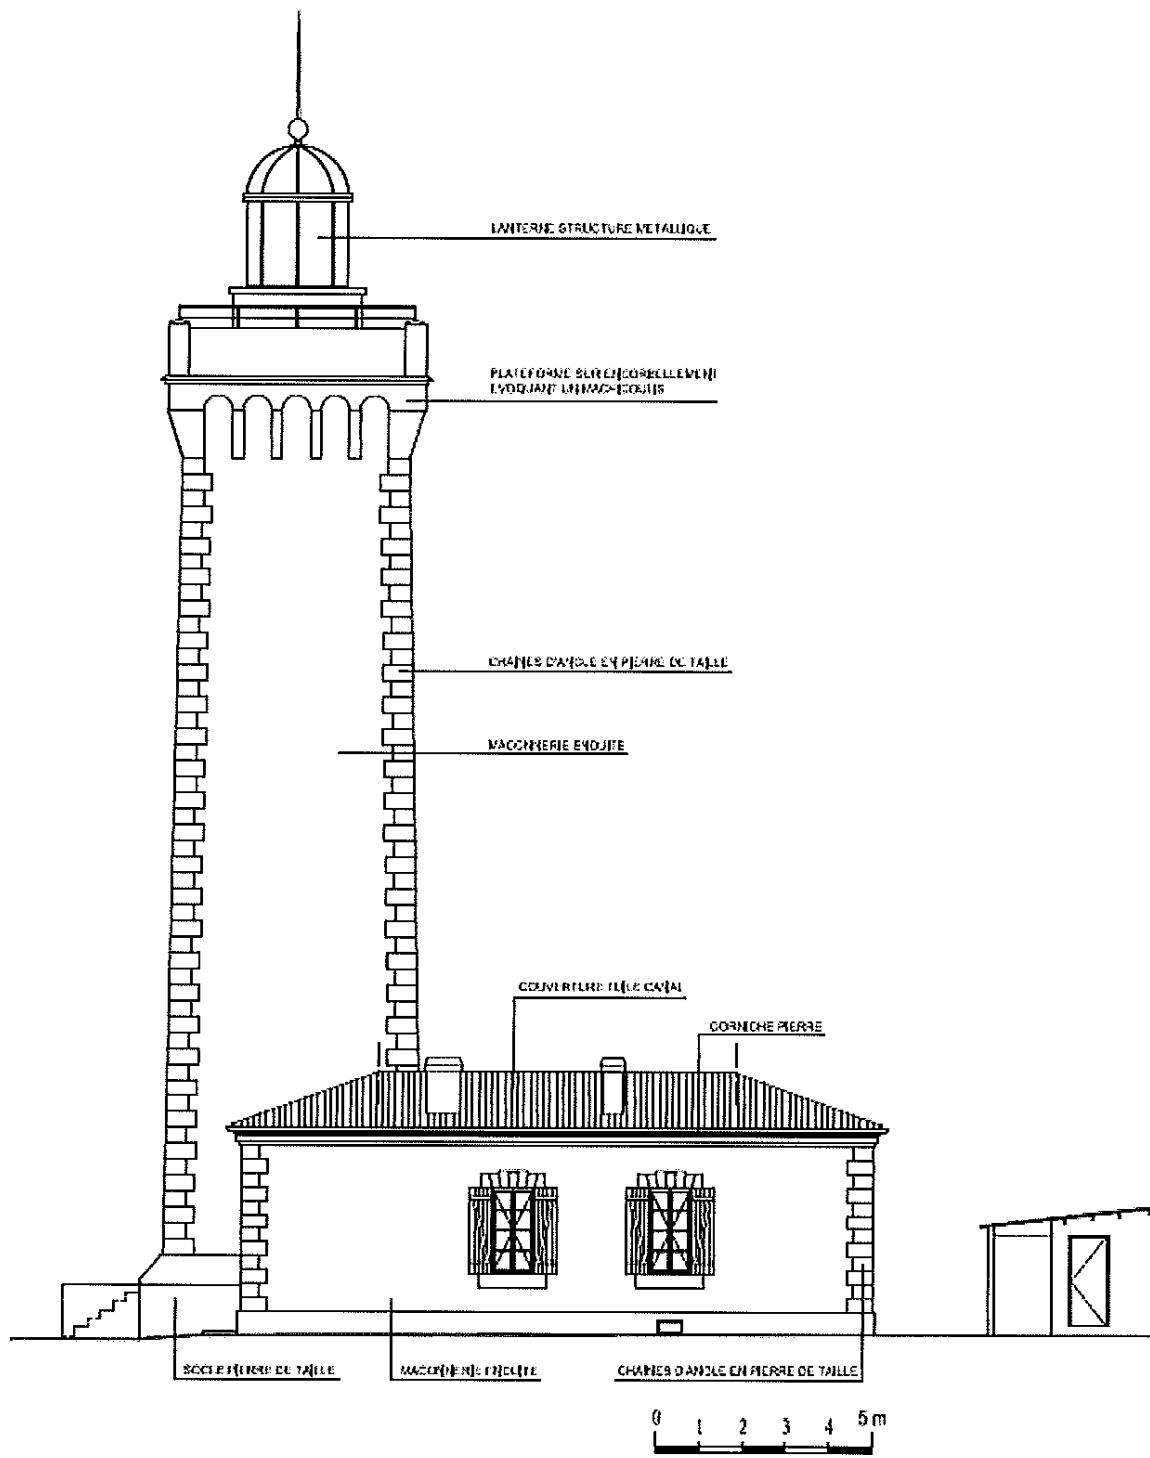 LANTERNE STRUCTURE METALLIQUE
PLATEFORME SUR ENCORBELLEMENT
EVOQUANT UN MACHICOULIS
CHAINES D'ANGLE EN PIERRE DE TAILLE
MACONNERIE ENDUITE
COUVERTURE TUILE CANAL
CORNICHE PIERRE
SOCLE PIERRE DE TAILLE
MACONNERIE ENDUITE
CHAINES D'ANGLE EN PIERRE DE TAILLE
0 1 2 3 4 5 m